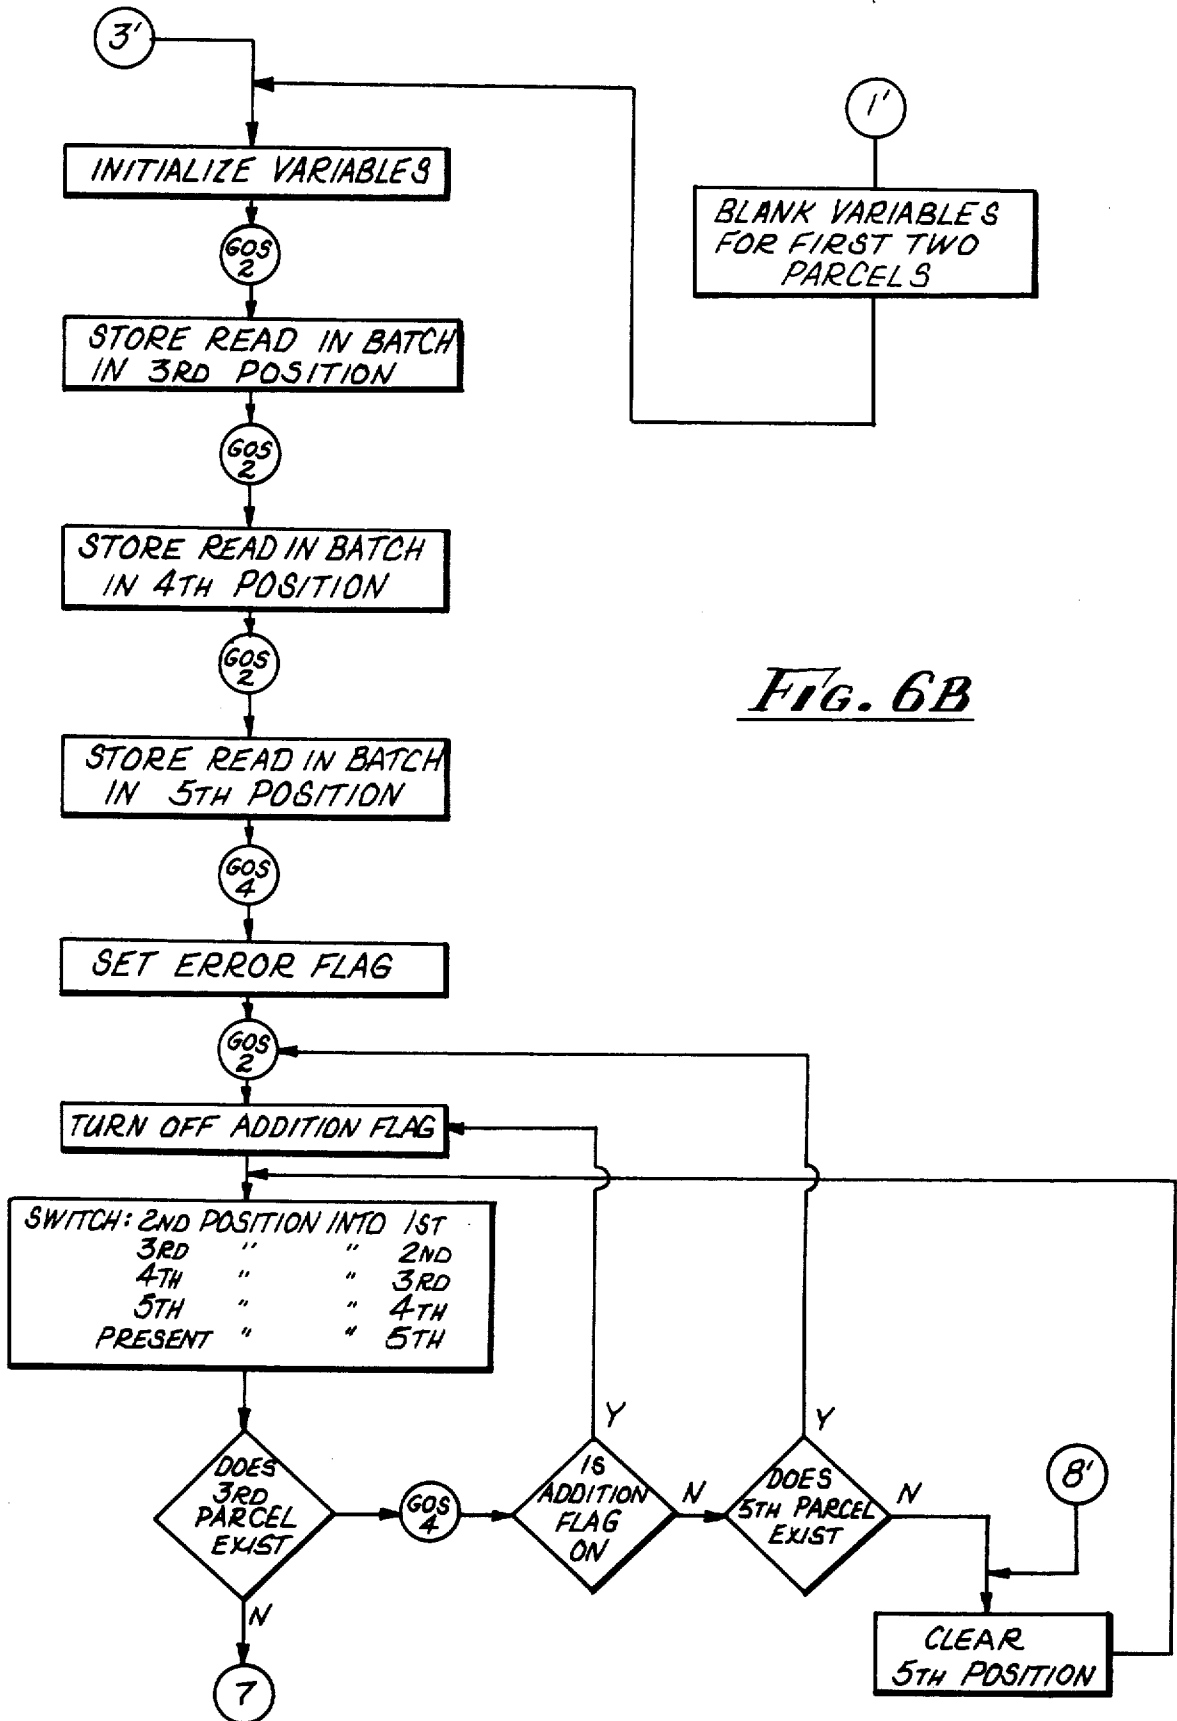 3'
1'
INITIALIZE VARIABLES
BLANK VARIABLES
FOR FIRST TWO
PARCELS
GOS
2
STORE READ IN BATCH
IN 3RD POSITION
GOS
2
STORE READ IN BATCH
IN 4TH POSITION
GOS
2
FIG. 6B
STORE READ IN BATCH
IN 5TH POSITION
GOS
4
SET ERROR FLAG
GOS
2
TURN OFF ADDITION FLAG
SWITCH: 2ND POSITION INTO 1ST
3RD " " 2ND
4TH " " 3RD
5TH " " 4TH
PRESENT " " 5TH
DOES
3RD
PARCEL
EXIST
N
7
GOS
4
IS
ADDITION
FLAG
ON
Y
N
DOES
5TH PARCEL
EXIST
Y
N
8'
CLEAR
5TH POSITION